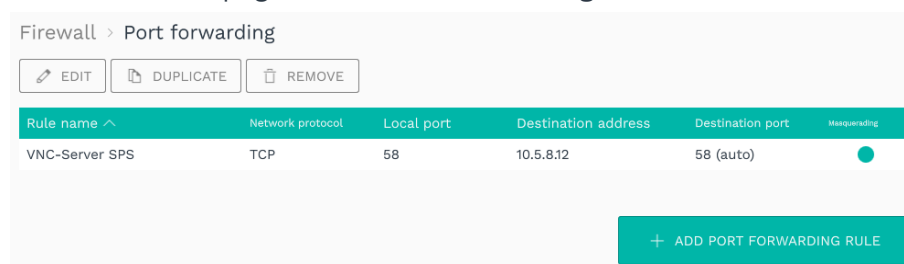 Firewall > Port forwarding
EDIT DUPLICATE REMOVE
Rule name Network protocol Local port Destination address Destination port Masquerading
VNC-Server SPS TCP 58 10.5.8.12 58 (auto)
+ ADD PORT FORWARDING RULE